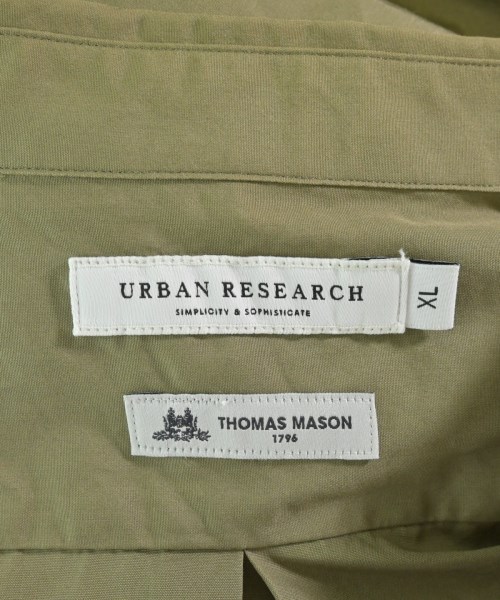 URBAN RESEARCH
SIMPLICITY & SOPHISTICATE
XL
THOMAS MASON
1796